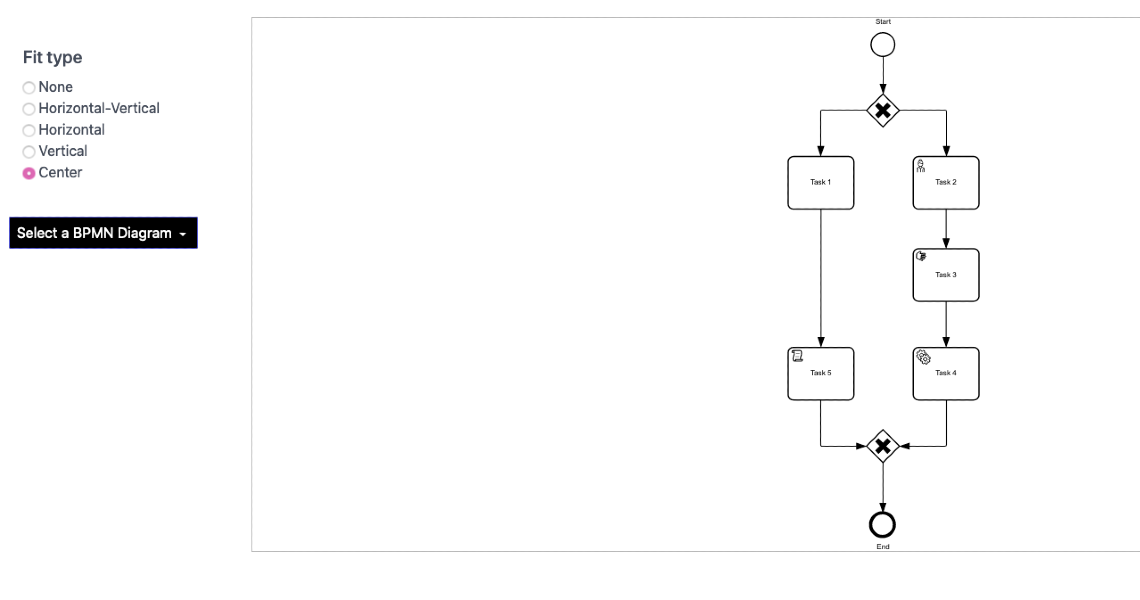 Fit type
None
Horizontal-Vertical
Horizontal
Vertical
Center
Select a BPMN Diagram
Start
Task 1
Task 2
Task 3
Task 5
Task 4
End